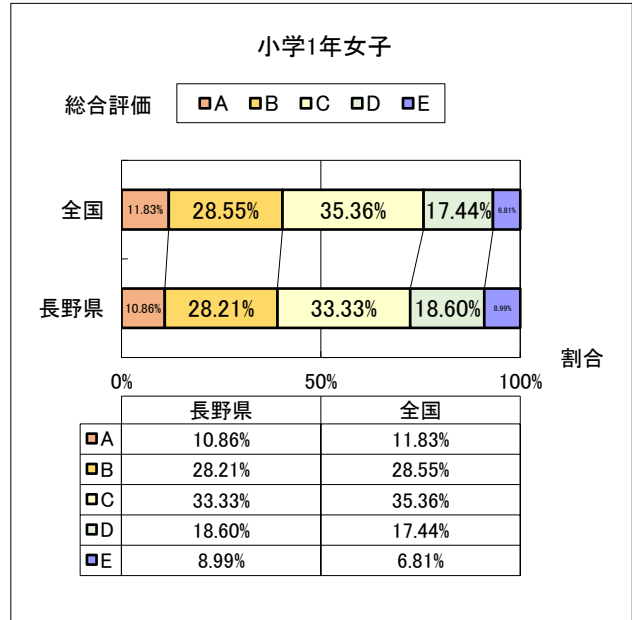 小学1年女子
総合評価 A B C D E
全国 11.83% 28.55% 35.36% 17.44% 6.81%
長野県 10.86% 28.21% 33.33% 18.60% 8.99%
割合
0% 50% 100%
長野県 全国
A 10.86% 11.83%
B 28.21% 28.55%
C 33.33% 35.36%
D 18.60% 17.44%
E 8.99% 6.81%